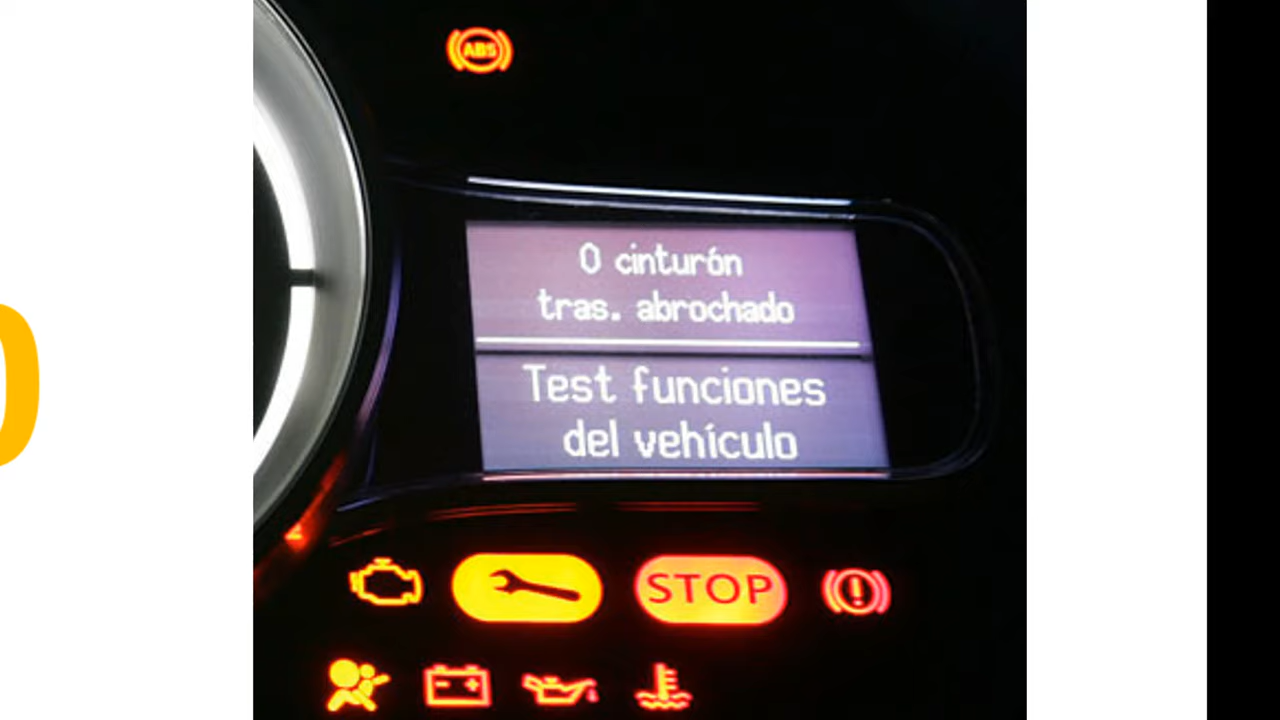 ABS
0 cinturón
tras. abrochado
Test funciones
del vehículo
STOP